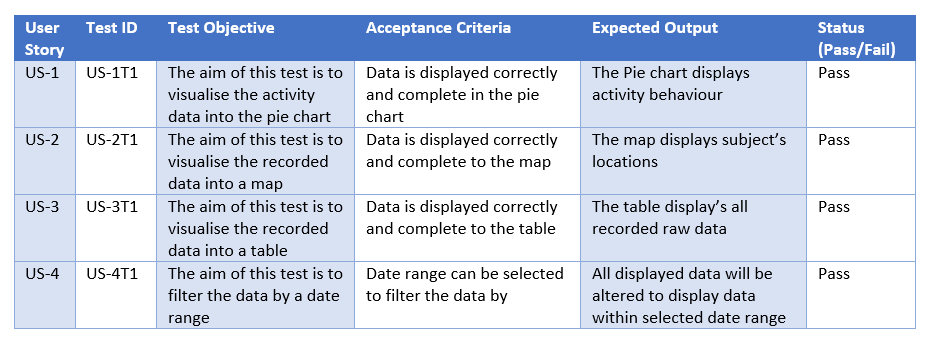 User Story Test ID Test Objective Acceptance Criteria Expected Output Status (Pass/Fail)
US-1 US-1T1 The aim of this test is to visualise the activity data into the pie chart Data is displayed correctly and complete in the pie chart The Pie chart displays activity behaviour Pass
US-2 US-2T1 The aim of this test is to visualise the recorded data into a map Data is displayed correctly and complete to the map The map displays subject’s locations Pass
US-3 US-3T1 The aim of this test is to visualise the recorded data into a table Data is displayed correctly and complete to the table The table display’s all recorded raw data Pass
US-4 US-4T1 The aim of this test is to filter the data by a date range Date range can be selected to filter the data by All displayed data will be altered to display data within selected date range Pass